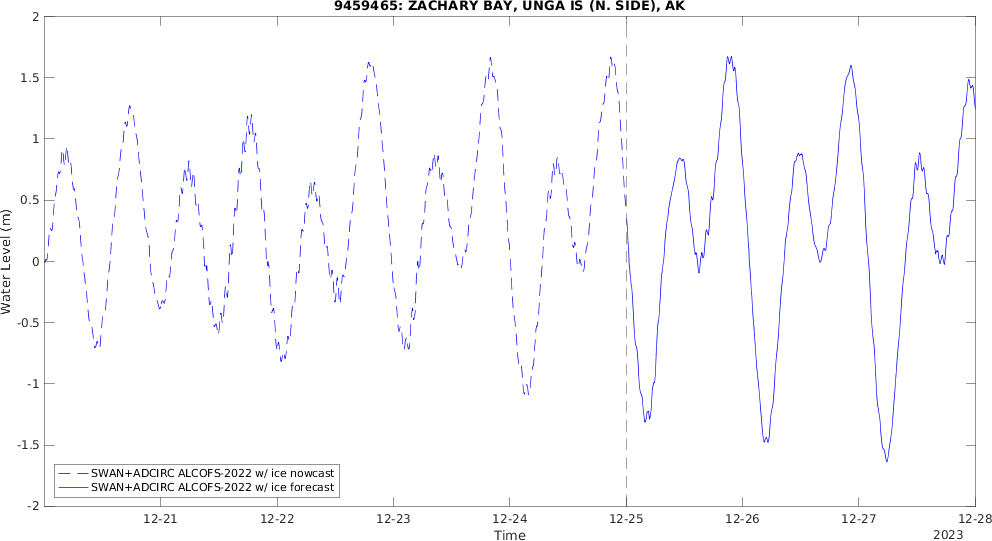 9459465: ZACHARY BAY, UNGA IS (N. SIDE), AK
Water Level (m)
2
1.5
1
0.5
0
-0.5
-1
-1.5
-2
SWAN+ADCIRC ALCOFS-2022 w/ ice nowcast
SWAN+ADCIRC ALCOFS-2022 w/ ice forecast
12-21 12-22 12-23 12-24 12-25 12-26 12-27 12-28
Time
2023